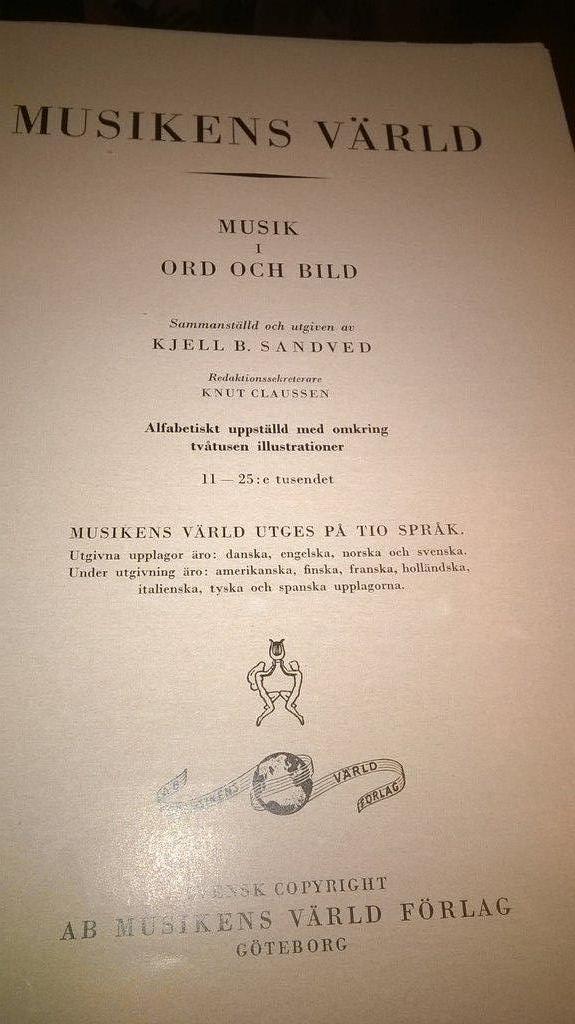 MUSIKENS VÄRLD
MUSIK
I
ORD OCH BILD
Sammanställd och utgiven av
KJELL B. SANDVED
Redaktionssekreterare
KNUT CLAUSSEN
Alfabetiskt uppställd med omkring
tvåtusen illustrationer
11 — 25:e tusendet
MUSIKENS VÄRLD UTGES PÅ TIO SPRÅK.
Utgivna upplagor äro: danska, engelska, norska och svenska.
Under utgivning äro: amerikanska, finska, franska, holländska,
italienska, tyska och spanska upplagorna.
AB MUSIKENS VÄRLD FÖRLAG
SVENSK COPYRIGHT
AB MUSIKENS VÄRLD FÖRLAG
GÖTEBORG